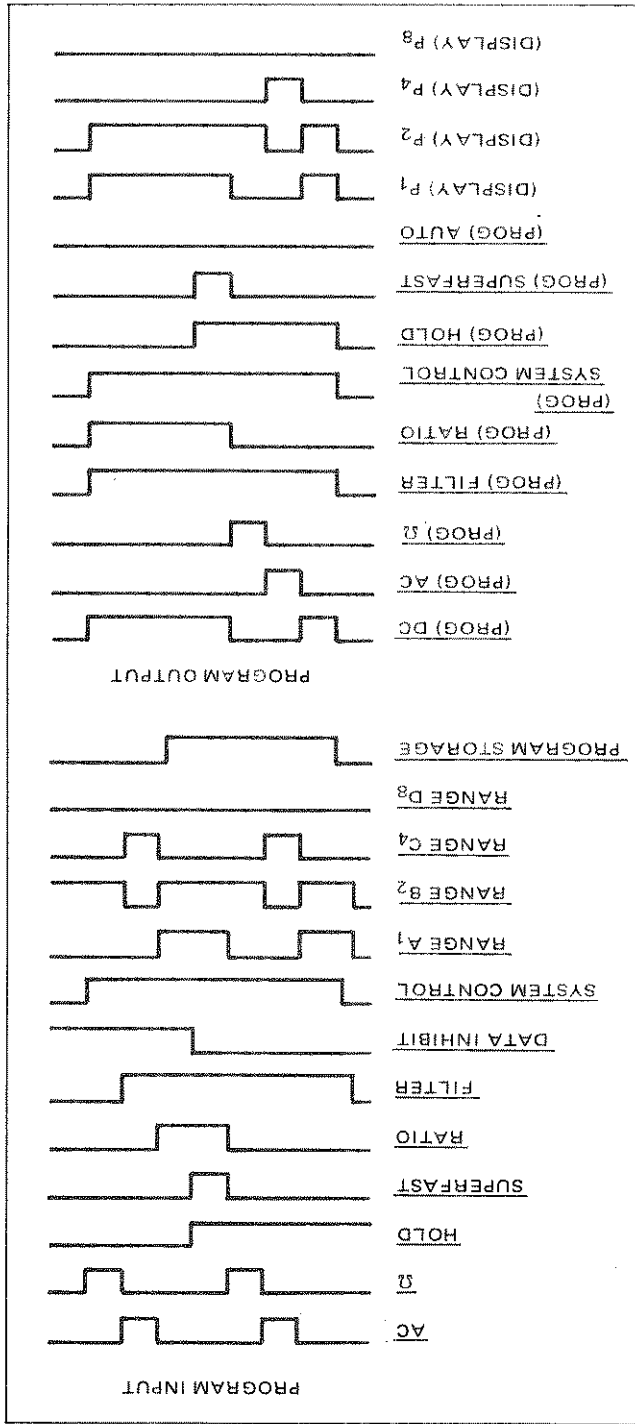 PROGRAM INPUT
AC
Ω
HOLD
SUPERFAST
RATIO
FILTER
DATA INHIBIT
SYSTEM CONTROL
RANGE A1
RANGE B2
RANGE C4
RANGE D8
PROGRAM STORAGE
PROGRAM OUTPUT
(PROG) DC
(PROG) AC
(PROG) Ω
(PROG) FILTER
(PROG) RATIO
(PROG)
SYSTEM CONTROL
(PROG) HOLD
(PROG) SUPERFAST
(PROG) AUTO
(DISPLAY) P1
(DISPLAY) P2
(DISPLAY) P4
(DISPLAY) P8